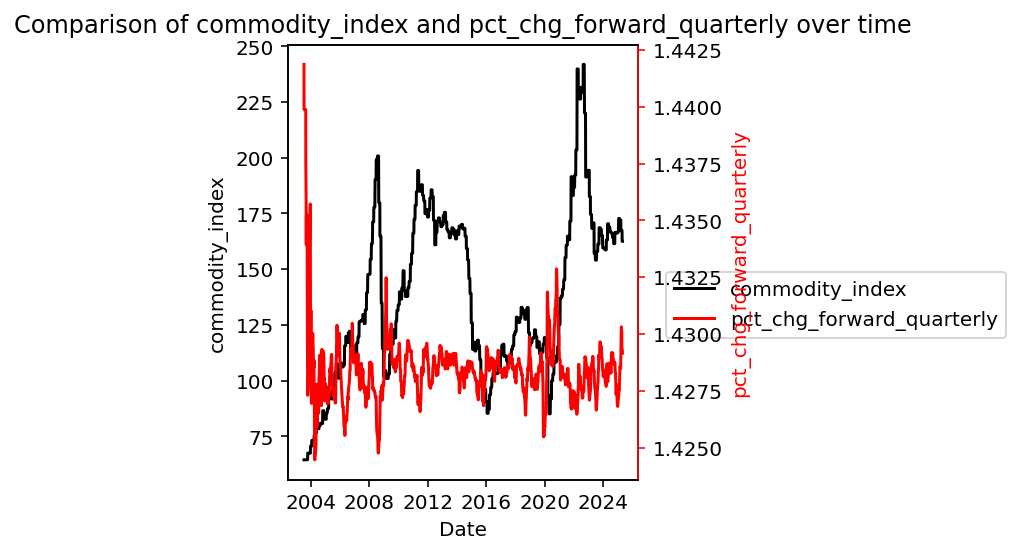 Comparison of commodity_index and pct_chg_forward_quarterly over time
250
225
200
175
150
125
100
75
commodity_index
1.4425
1.4400
1.4375
1.4350
1.4325
1.4300
1.4275
1.4250
pct_chg_forward_quarterly
commodity_index
pct_chg_forward_quarterly
2004 2008 2012 2016 2020 2024
Date